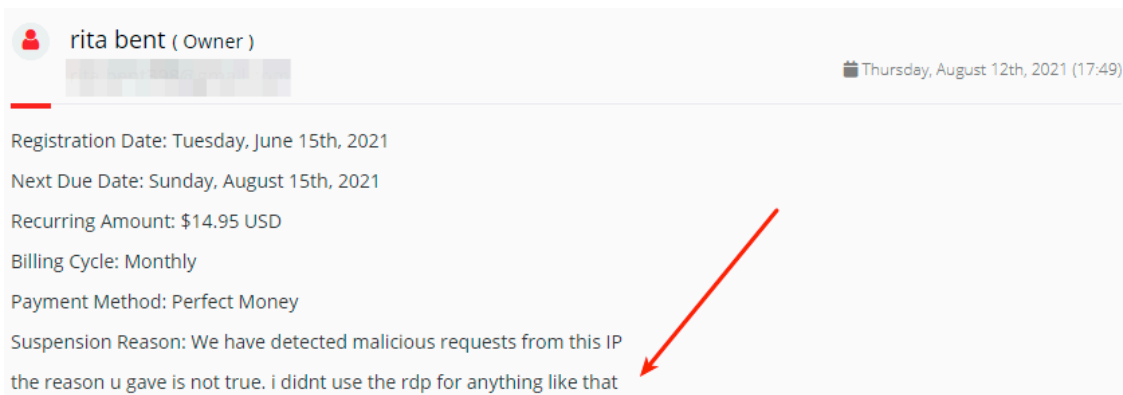 rita bent ( Owner )
Thursday, August 12th, 2021 (17:49)
Registration Date: Tuesday, June 15th, 2021
Next Due Date: Sunday, August 15th, 2021
Recurring Amount: $14.95 USD
Billing Cycle: Monthly
Payment Method: Perfect Money
Suspension Reason: We have detected malicious requests from this IP
the reason u gave is not true. i didnt use the rdp for anything like that